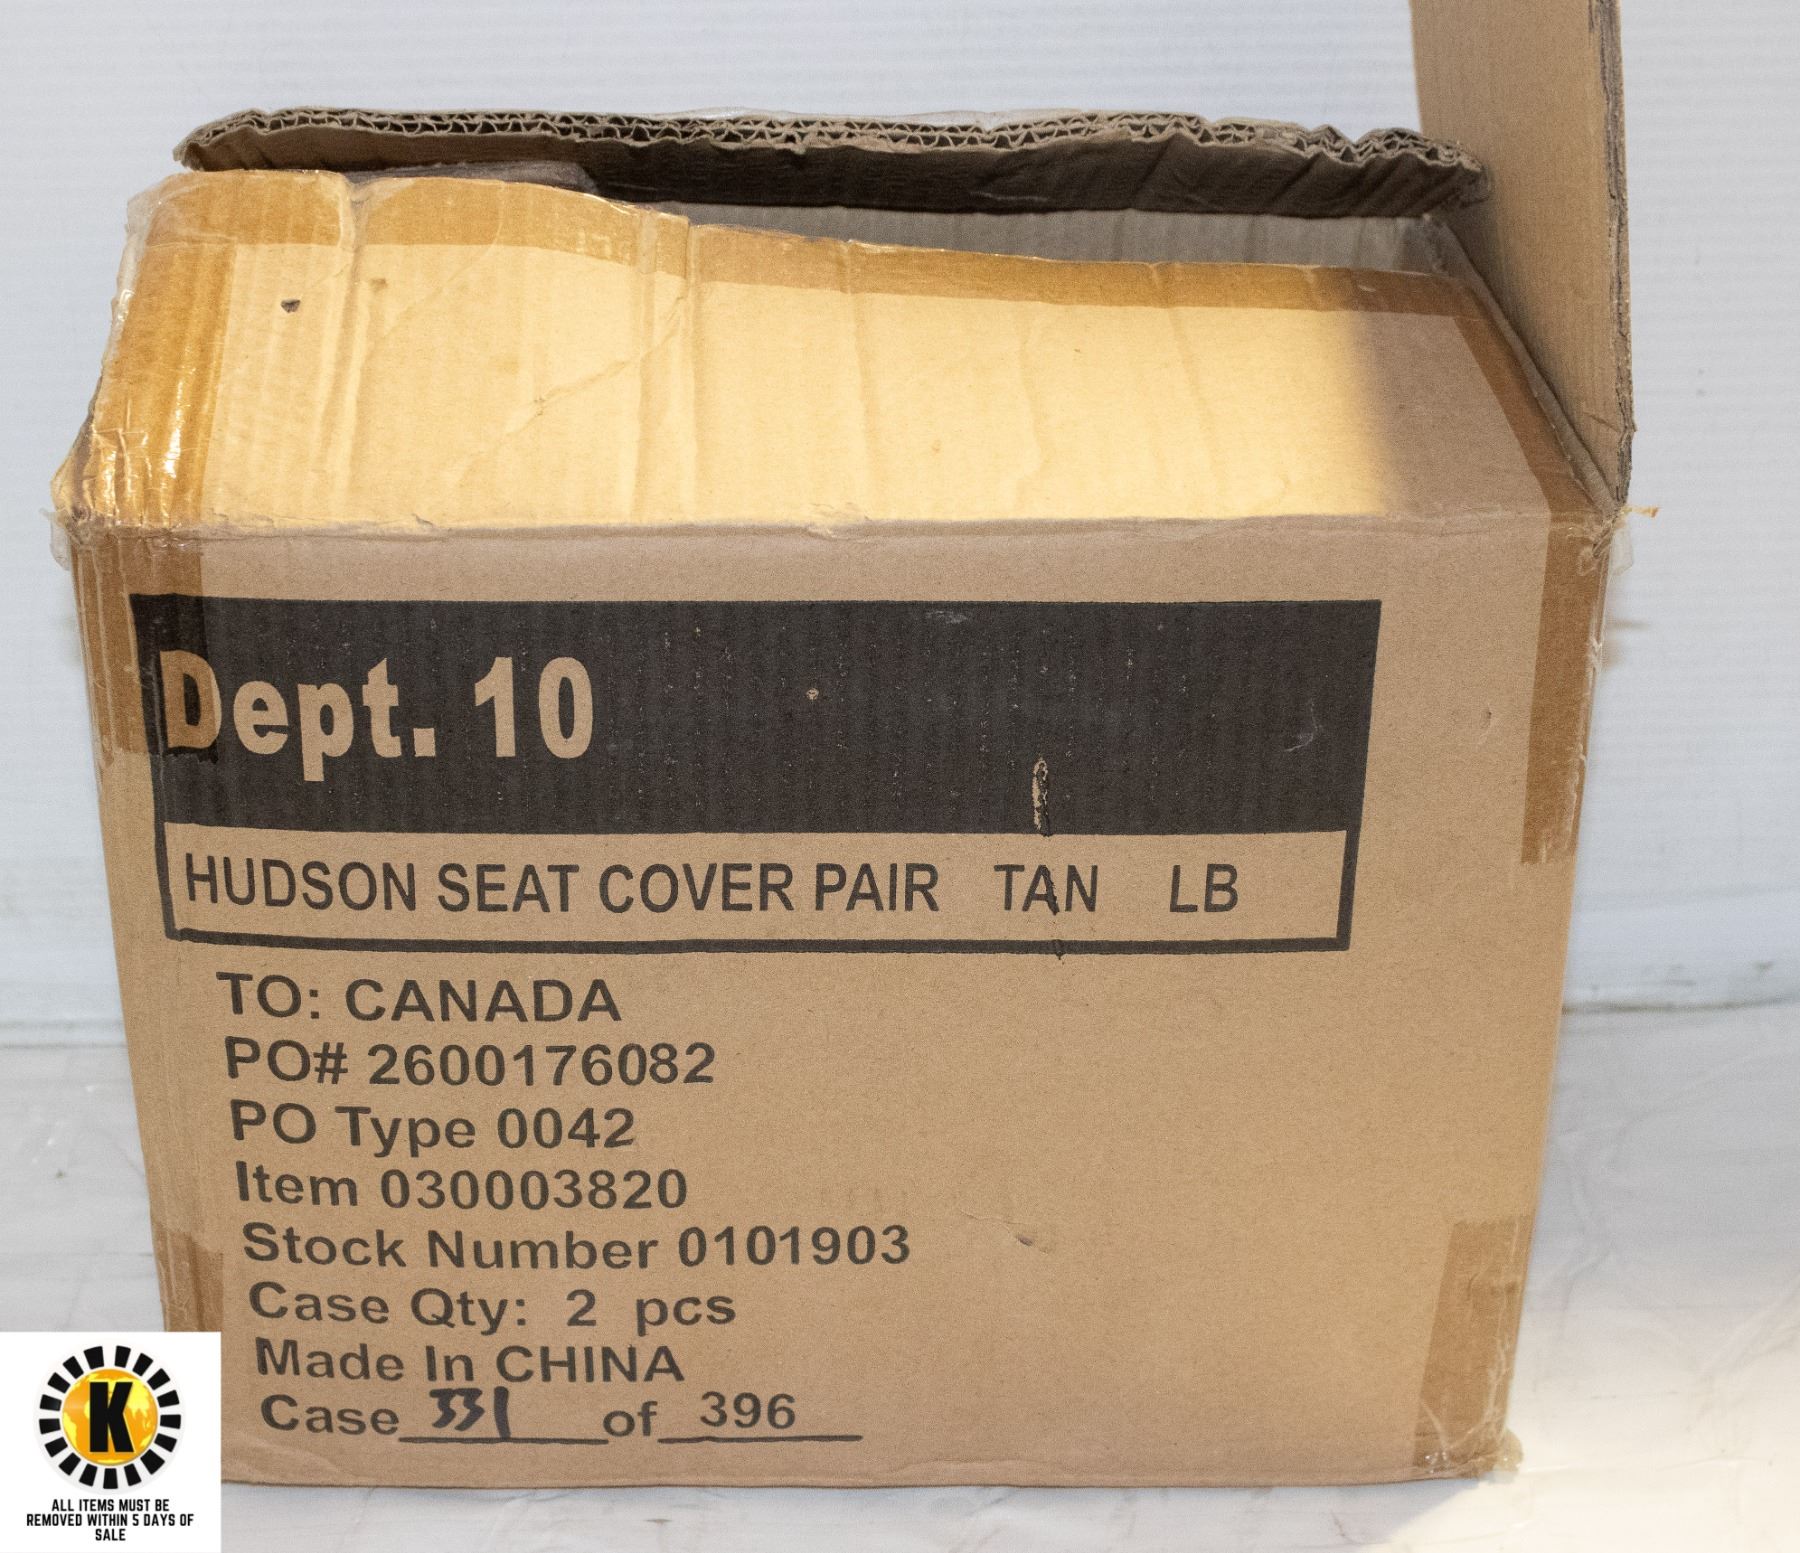 Dept. 10
HUDSON SEAT COVER PAIR TAN LB
TO: CANADA
PO# 2600176082
PO Type 0042
Item 030003820
Stock Number 0101903
Case Qty: 2 pcs
Made In CHINA
Case 331 of 396
K
ALL ITEMS MUST BE
REMOVED WITHIN 5 DAYS OF
SALE